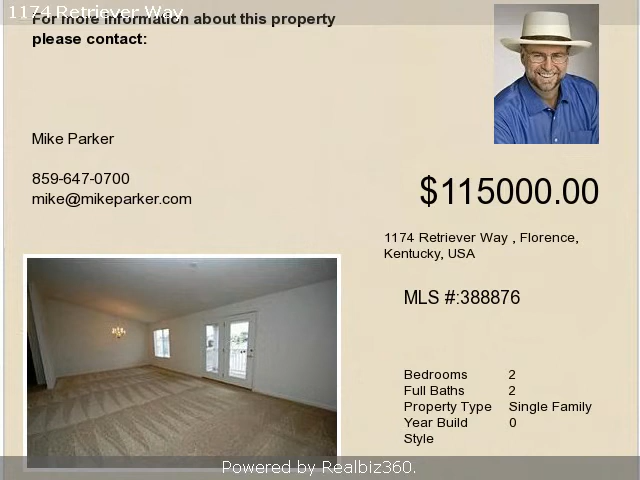 1174 Retriever Way
For more information about this property
please contact:
Mike Parker
859-647-0700
mike@mikeparker.com
$115000.00
1174 Retriever Way , Florence,
Kentucky, USA
MLS #:388876
Bedrooms 2
Full Baths 2
Property Type Single Family
Year Build 0
Style
Powered by Realbiz360.